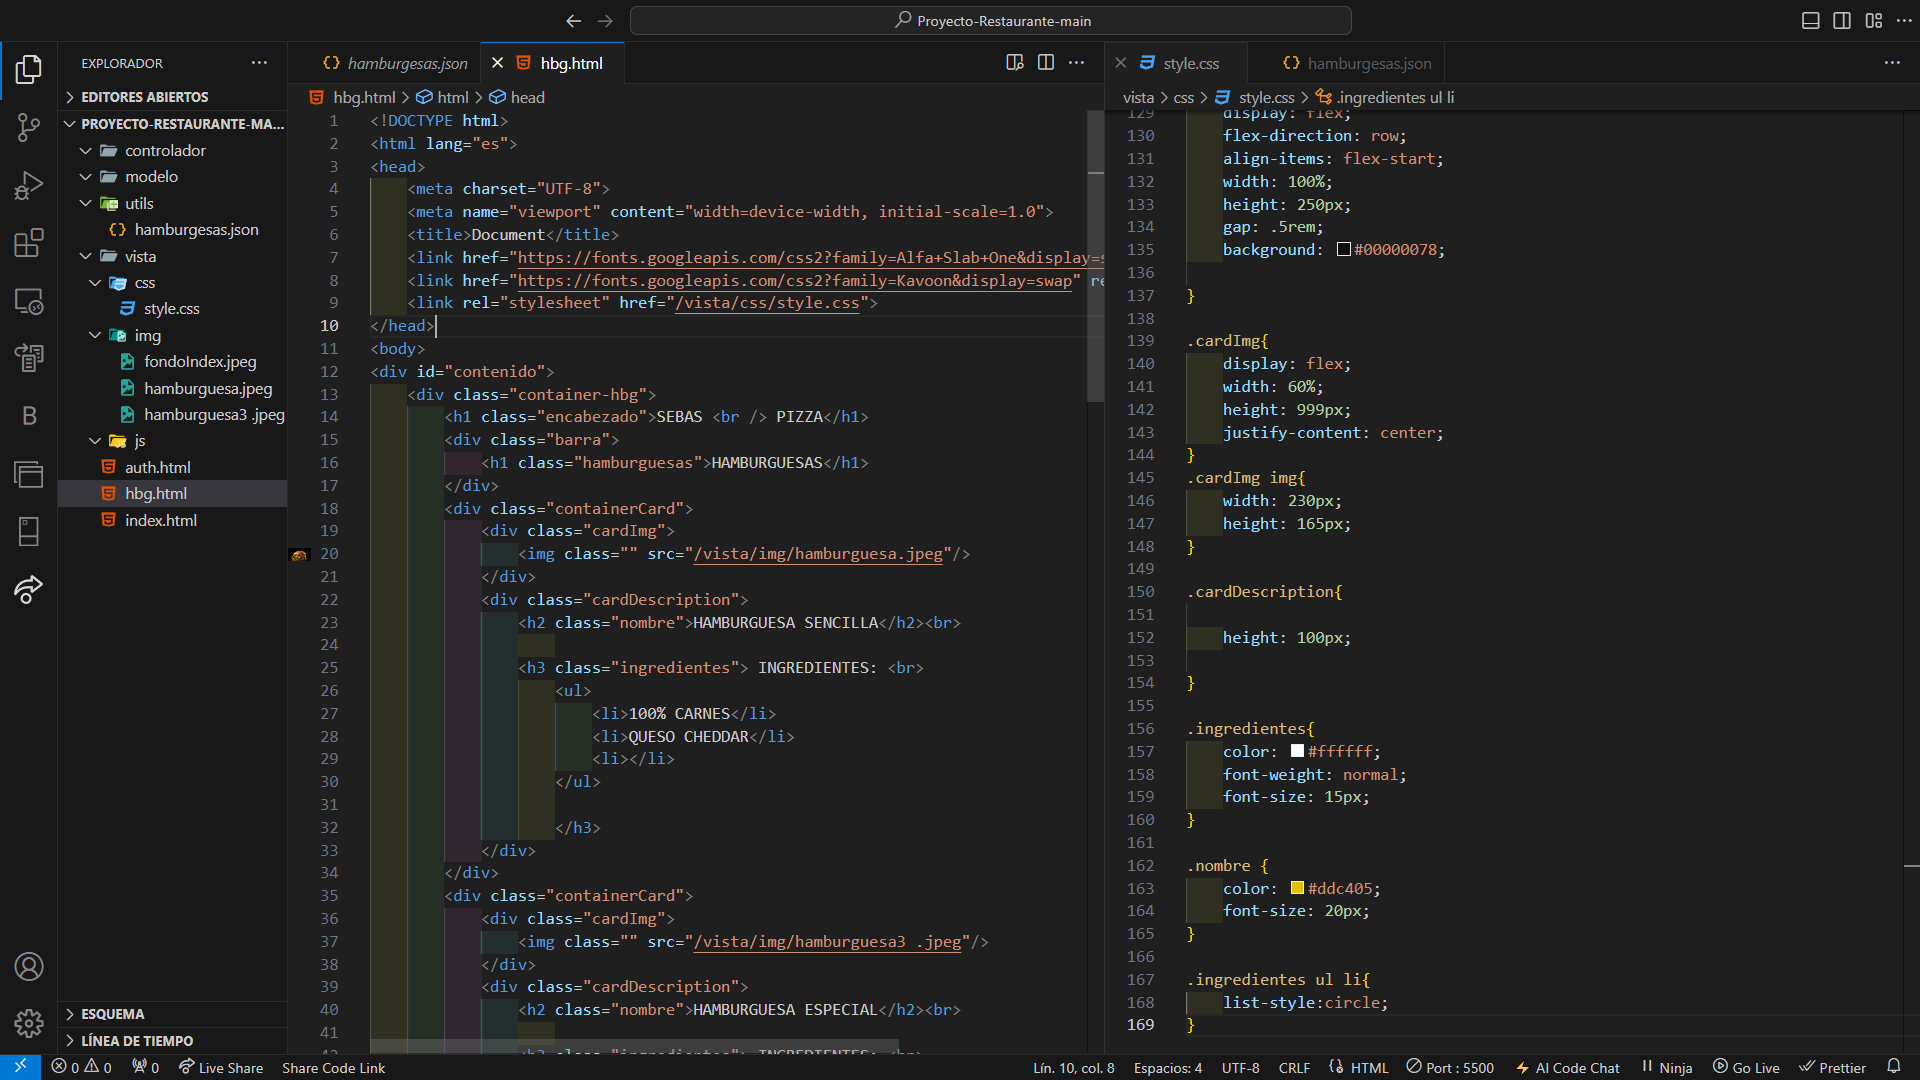 Proyecto-Restaurante-main
EXPLORADOR
EDITORES ABIERTOS
PROYECTO-RESTAURANTE-MA...
controlador
modelo
utils
hamburgesas.json
vista
css
style.css
img
fondoIndex.jpeg
hamburguesa.jpeg
hamburguesa3 .jpeg
js
auth.html
hbg.html
index.html
ESQUEMA
LÍNEA DE TIEMPO
hamburgesas.json
hbg.html
hbg.html > html > head
1 <!DOCTYPE html>
2 <html lang="es">
3 <head>
4 <meta charset="UTF-8">
5 <meta name="viewport" content="width=device-width, initial-scale=1.0">
6 <title>Document</title>
7 <link href="https://fonts.googleapis.com/css2?family=Alfa+Slab+One&display=s
8 <link href="https://fonts.googleapis.com/css2?family=Kavoon&display=swap" re
9 <link rel="stylesheet" href="/vista/css/style.css">
10 </head>
11 <body>
12 <div id="contenido">
13 <div class="container-hbg">
14 <h1 class="encabezado">SEBAS <br /> PIZZA</h1>
15 <div class="barra">
16 <h1 class="hamburguesas">HAMBURGUESAS</h1>
17 </div>
18 <div class="containerCard">
19 <div class="cardImg">
20 <img class="" src="/vista/img/hamburguesa.jpeg"/>
21 </div>
22 <div class="cardDescription">
23 <h2 class="nombre">HAMBURGUESA SENCILLA</h2><br>
24
25 <h3 class="ingredientes"> INGREDIENTES: <br>
26 <ul>
27 <li>100% CARNES</li>
28 <li>QUESO CHEDDAR</li>
29 <li></li>
30 </ul>
31
32 </h3>
33 </div>
34 </div>
35 <div class="containerCard">
36 <div class="cardImg">
37 <img class="" src="/vista/img/hamburguesa3 .jpeg"/>
38 </div>
39 <div class="cardDescription">
40 <h2 class="nombre">HAMBURGUESA ESPECIAL</h2><br>
41
42 <h3 class="ingredientes"> INGREDIENTES: <br>
style.css
hamburgesas.json
vista > css > style.css > .ingredientes ul li
129 display: flex;
130 flex-direction: row;
131 align-items: flex-start;
132 width: 100%;
133 height: 250px;
134 gap: .5rem;
135 background: #00000078;
136
137 }
138
139 .cardImg{
140 display: flex;
141 width: 60%;
142 height: 999px;
143 justify-content: center;
144 }
145 .cardImg img{
146 width: 230px;
147 height: 165px;
148 }
149
150 .cardDescription{
151
152 height: 100px;
153
154 }
155
156 .ingredientes{
157 color: #ffffff;
158 font-weight: normal;
159 font-size: 15px;
160 }
161
162 .nombre {
163 color: #ddc405;
164 font-size: 20px;
165 }
166
167 .ingredientes ul li{
168 list-style:circle;
169 }
0 0 0 Live Share Share Code Link Lín. 10, col. 8 Espacios: 4 UTF-8 CRLF HTML Port : 5500 AI Code Chat Ninja Go Live Prettier